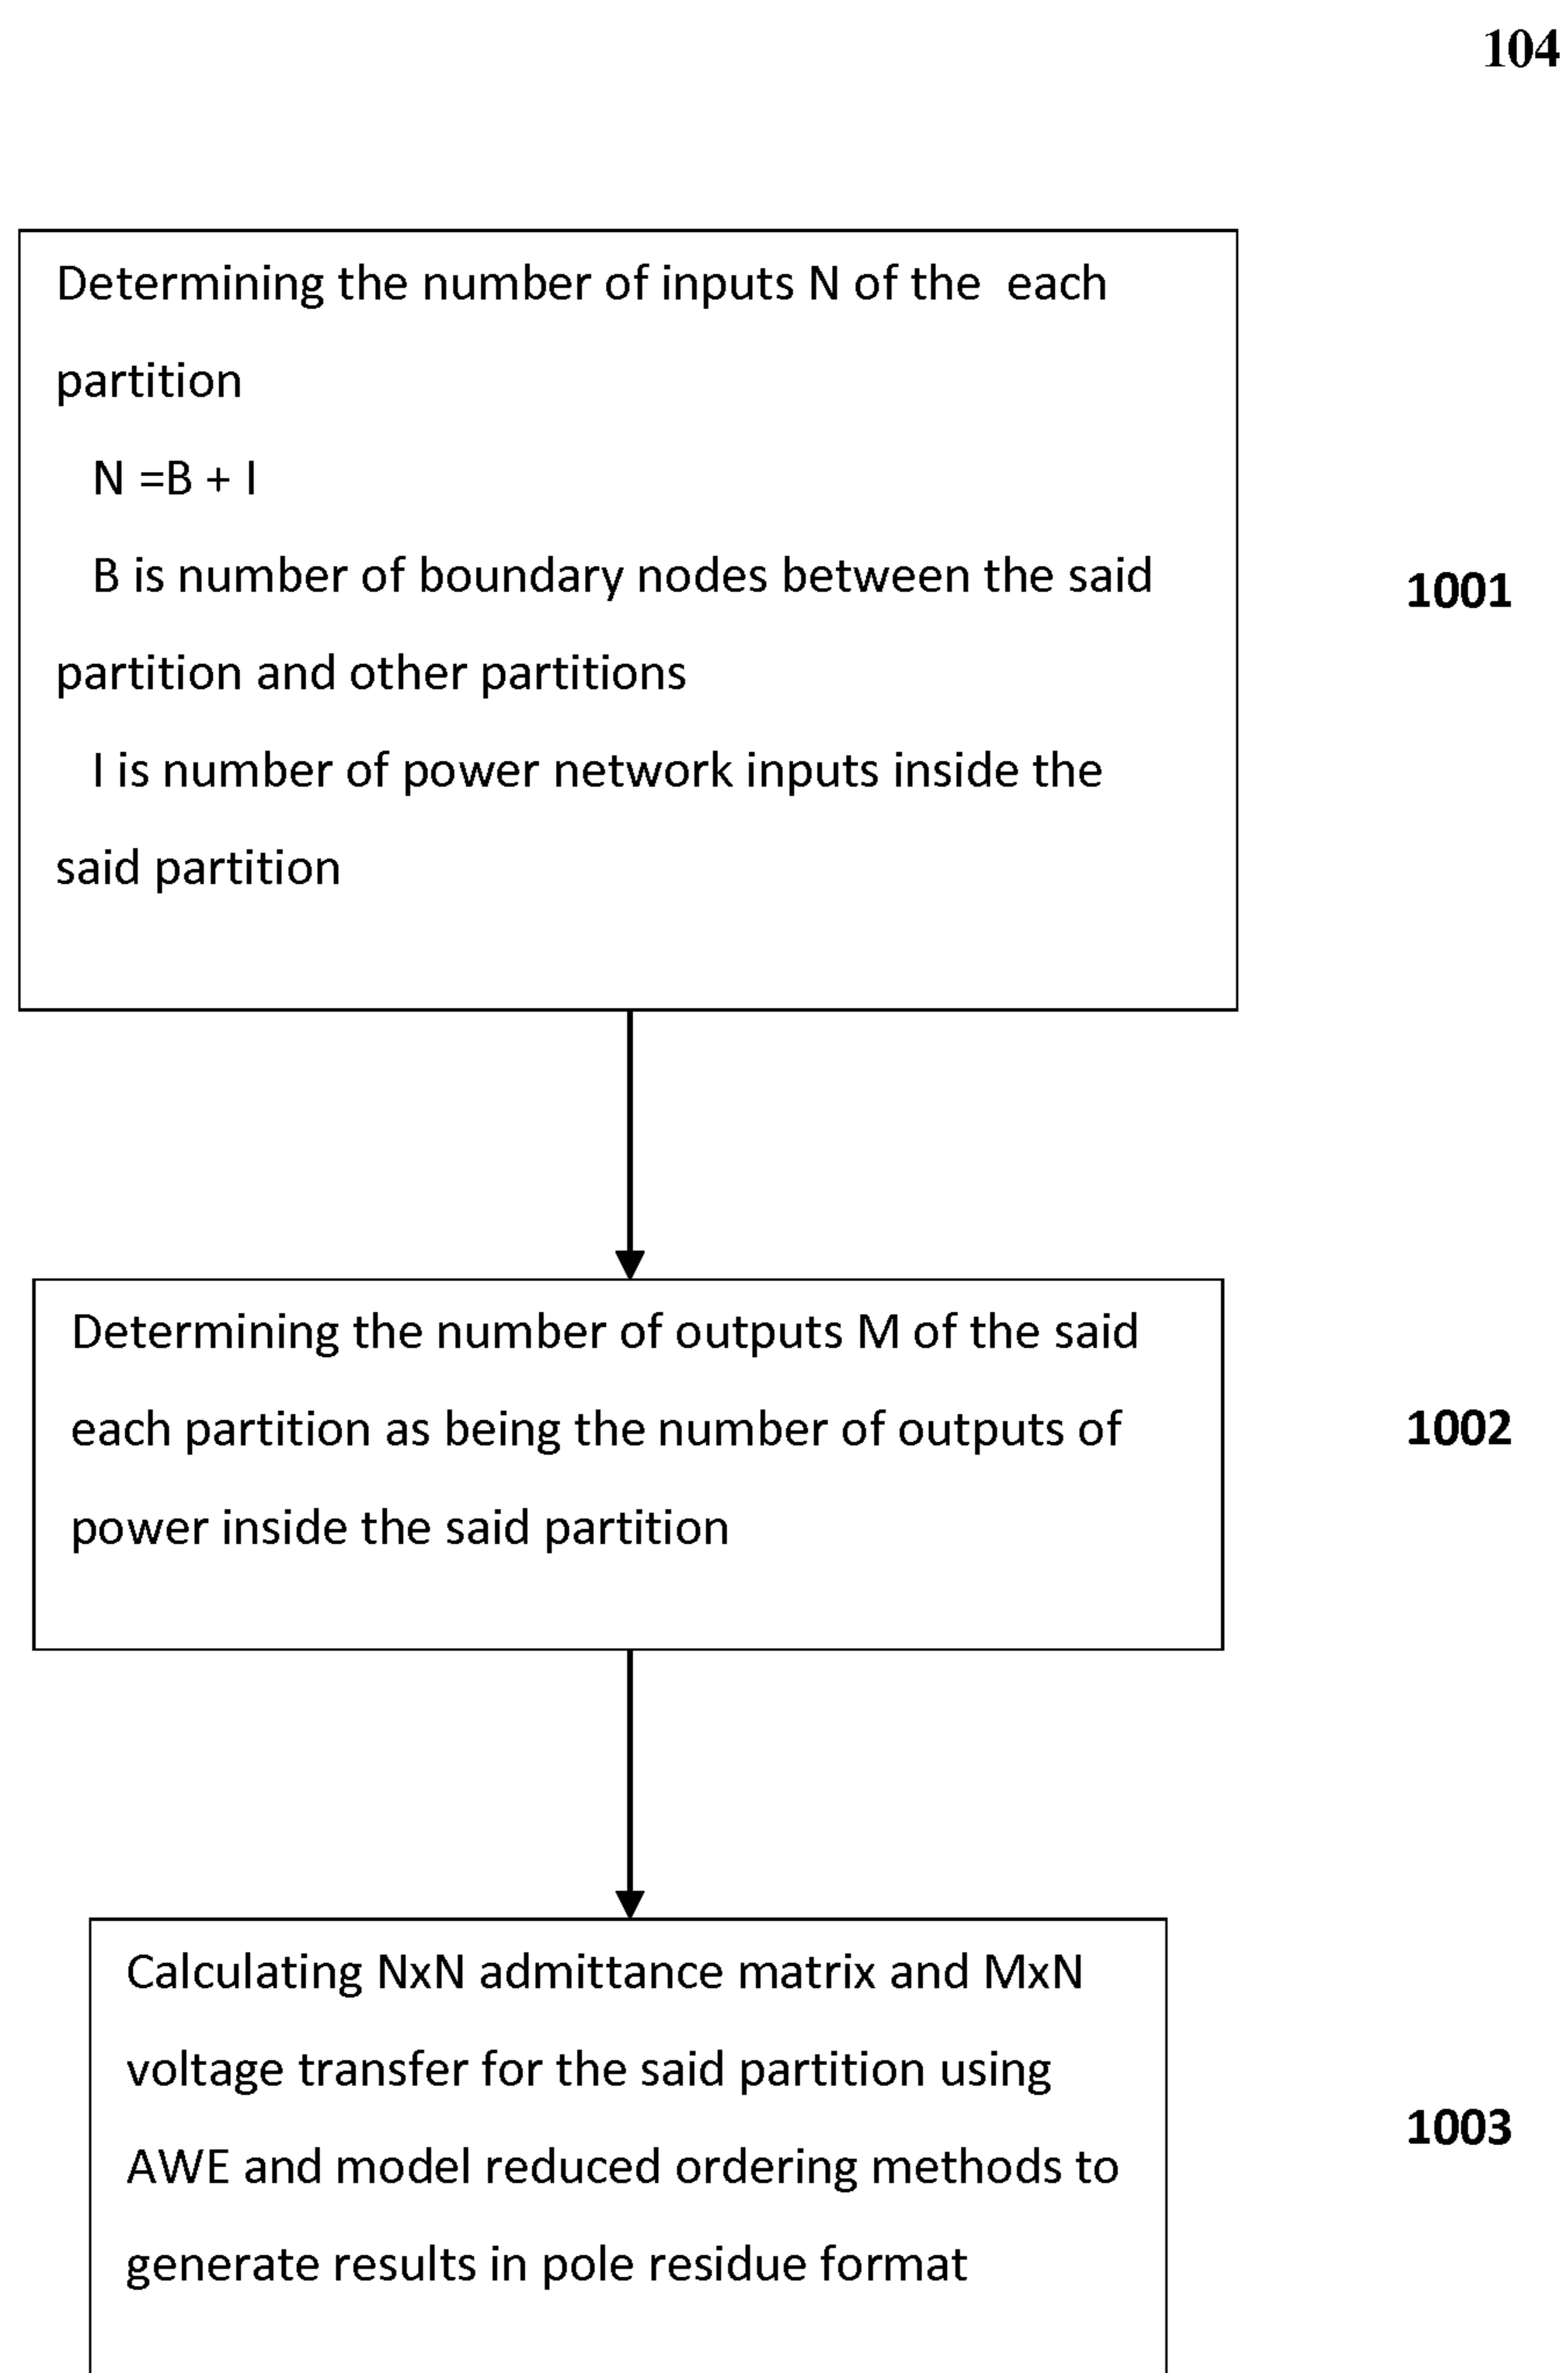 104
Determining the number of inputs N of the each
partition
N =B + I
B is number of boundary nodes between the said
partition and other partitions
I is number of power network inputs inside the
said partition
1001
Determining the number of outputs M of the said
each partition as being the number of outputs of
power inside the said partition
1002
Calculating NxN admittance matrix and MxN
voltage transfer for the said partition using
AWE and model reduced ordering methods to
generate results in pole residue format
1003